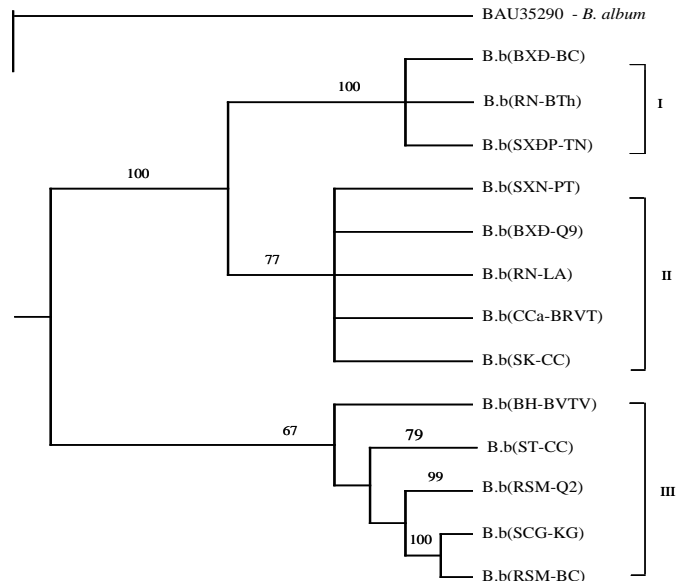 BAU35290 - B. album
B.b(BXĐ-BC)
100
B.b(RN-BTh)
I
B.b(SXĐP-TN)
100
B.b(SXN-PT)
B.b(BXĐ-Q9)
77
B.b(RN-LA)
II
B.b(CCa-BRVT)
B.b(SK-CC)
B.b(BH-BVTV)
67
79
B.b(ST-CC)
99
B.b(RSM-Q2)
III
B.b(SCG-KG)
100
B.b(RSM-BC)